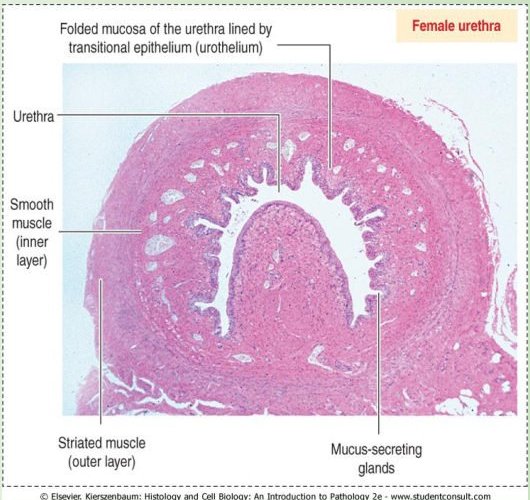 Folded mucosa of the urethra lined by
transitional epithelium (urothelium)
Female urethra
Urethra
Smooth
muscle
(inner
layer)
Striated muscle
(outer layer)
Mucus-secreting
glands
© Elsevier. Kierszenbaum: Histology and Cell Biology: An Introduction to Pathology 2e - www.studentconsult.com